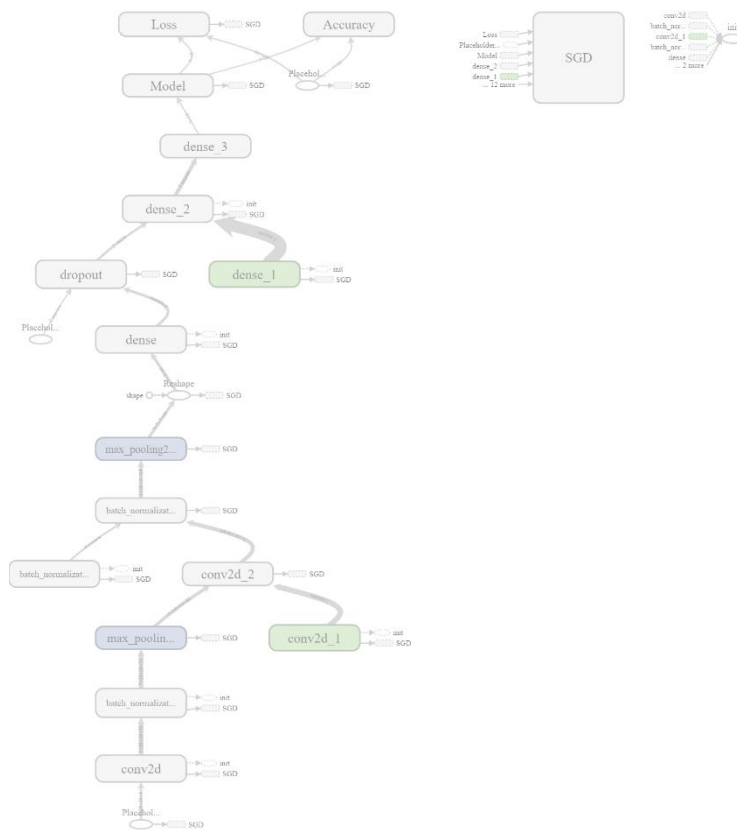 Loss
SGD
Accuracy
Model
SGD
Placehol...
SGD
dense_3
dense_2
init
SGD
dropout
SGD
dense_1
init
SGD
Placehol...
dense
init
SGD
Reshape
shape
SGD
max_pooling2...
SGD
batch_normalizat...
SGD
batch_normalizat...
init
SGD
conv2d_2
SGD
max_poolin...
SGD
conv2d_1
init
SGD
batch_normalizat...
init
SGD
conv2d
init
SGD
Placehol...
SGD
Loss
Placeholder...
Model
dense_2
dense_1
... 12 more
SGD
conv2d
batch_nor...
conv2d_1
batch_nor...
dense
... 2 more